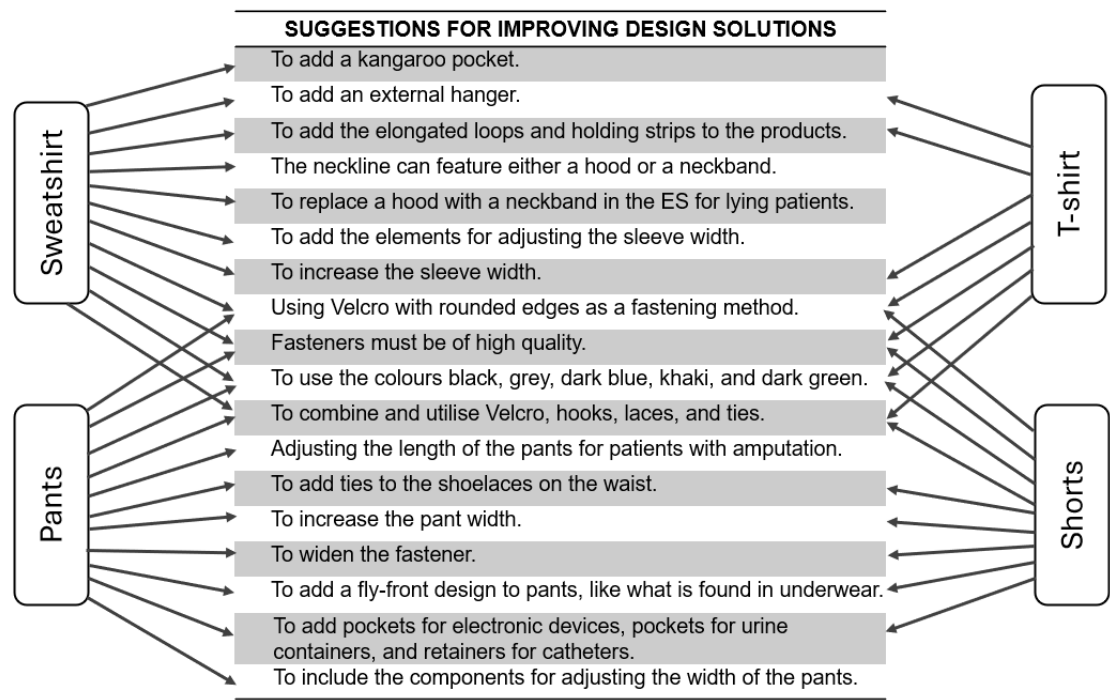 SUGGESTIONS FOR IMPROVING DESIGN SOLUTIONS
To add a kangaroo pocket.
To add an external hanger.
To add the elongated loops and holding strips to the products.
The neckline can feature either a hood or a neckband.
To replace a hood with a neckband in the ES for lying patients.
To add the elements for adjusting the sleeve width.
To increase the sleeve width.
Using Velcro with rounded edges as a fastening method.
Fasteners must be of high quality.
To use the colours black, grey, dark blue, khaki, and dark green.
To combine and utilise Velcro, hooks, laces, and ties.
Adjusting the length of the pants for patients with amputation.
To add ties to the shoelaces on the waist.
To increase the pant width.
To widen the fastener.
To add a fly-front design to pants, like what is found in underwear.
To add pockets for electronic devices, pockets for urine
containers, and retainers for catheters.
To include the components for adjusting the width of the pants.
Sweatshirt
Pants
T-shirt
Shorts